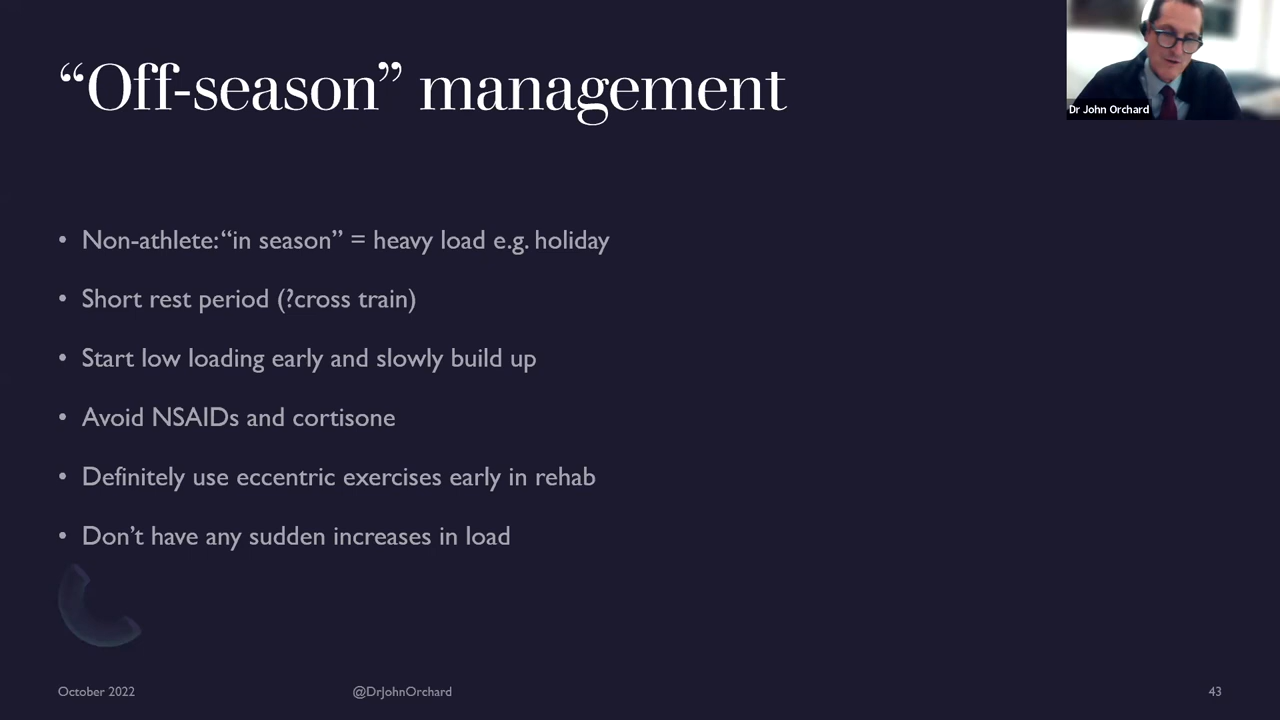 “Off-season” management
Dr John Orchard
• Non-athlete: “in season” = heavy load e.g. holiday
• Short rest period (?cross train)
• Start low loading early and slowly build up
• Avoid NSAIDs and cortisone
• Definitely use eccentric exercises early in rehab
• Don’t have any sudden increases in load
October 2022
@DrJohnOrchard
43